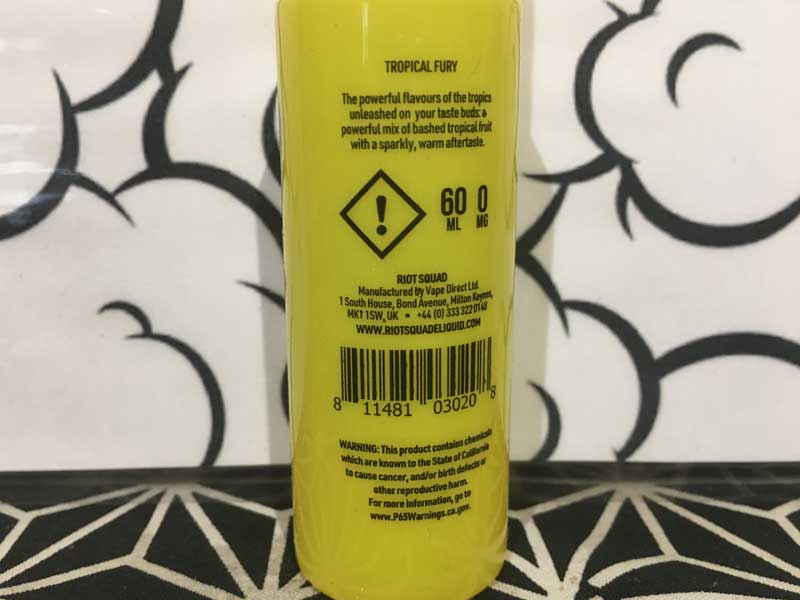 TROPICAL FURY
The powerful flavours of the tropics
unleashed on your taste buds: a
powerful mix of bashed tropical fruit
with a sparkly, warm aftertaste.
!
60 0
ML MG
RIOT SQUAD
Manufactured by Vape Direct Ltd.
1 South House, Bond Avenue, Milton Keynes,
MK1 1SW, UK • +44 (0) 333 322 0140
WWW.RIOTSQUADELIQUID.COM
8 11481 03020 8
WARNING: This product contains chemicals
which are known to the State of California
to cause cancer, and/or birth defects or
other reproductive harm.
For more information, go to
www.P65Warnings.ca.gov.